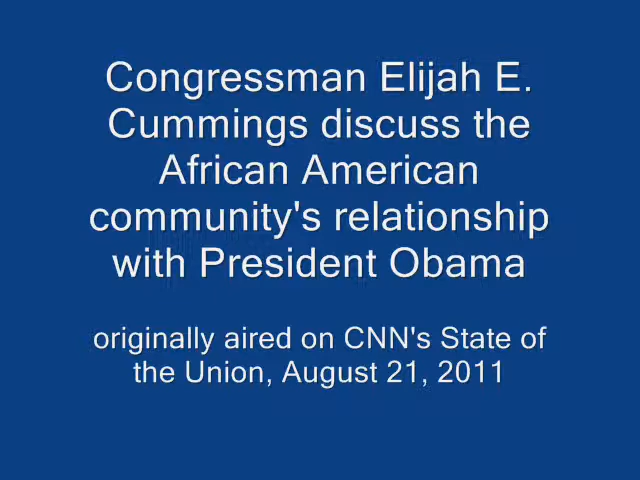 Congressman Elijah E.
Cummings discuss the
African American
community's relationship
with President Obama
originally aired on CNN's State of
the Union, August 21, 2011